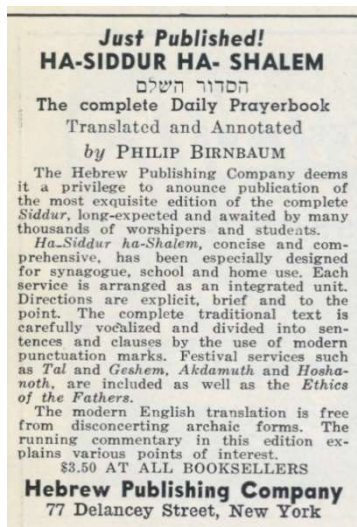 Just Published!
HA-SIDDUR HA- SHALEM
הסדור השלם
The complete Daily Prayerbook
Translated and Annotated
by PHILIP BIRNBAUM
The Hebrew Publishing Company deems
it a privilege to anounce publication of
the most exquisite edition of the complete
Siddur, long-expected and awaited by many
thousands of worshipers and students.
Ha-Siddur ha-Shalem, concise and com-
prehensive, has been especially designed
for synagogue, school and home use. Each
service is arranged as an integrated unit.
Directions are explicit, brief and to the
point. The complete traditional text is
carefully vocalized and divided into sen-
tences and clauses by the use of modern
punctuation marks. Festival services such
as Tal and Geshem, Akdamuth and Hosha-
noth, are included as well as the Ethics
of the Fathers.
The modern English translation is free
from disconcerting archaic forms. The
running commentary in this edition ex-
plains various points of interest.
$3.50 AT ALL BOOKSELLERS
Hebrew Publishing Company
77 Delancey Street, New York